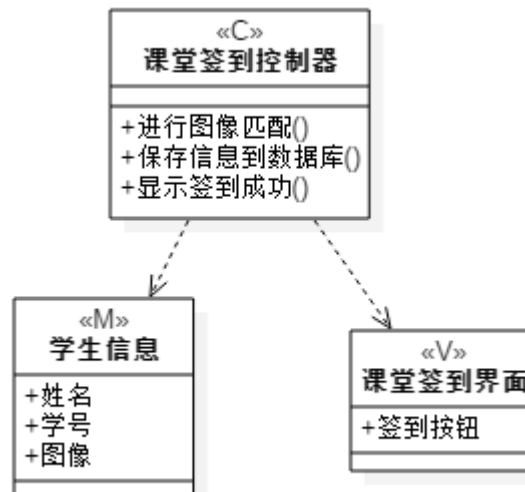 «C»
课堂签到控制器
+进行图像匹配()
+保存信息到数据库()
+显示签到成功()
«M»
学生信息
+姓名
+学号
+图像
«V»
课堂签到界面
+签到按钮